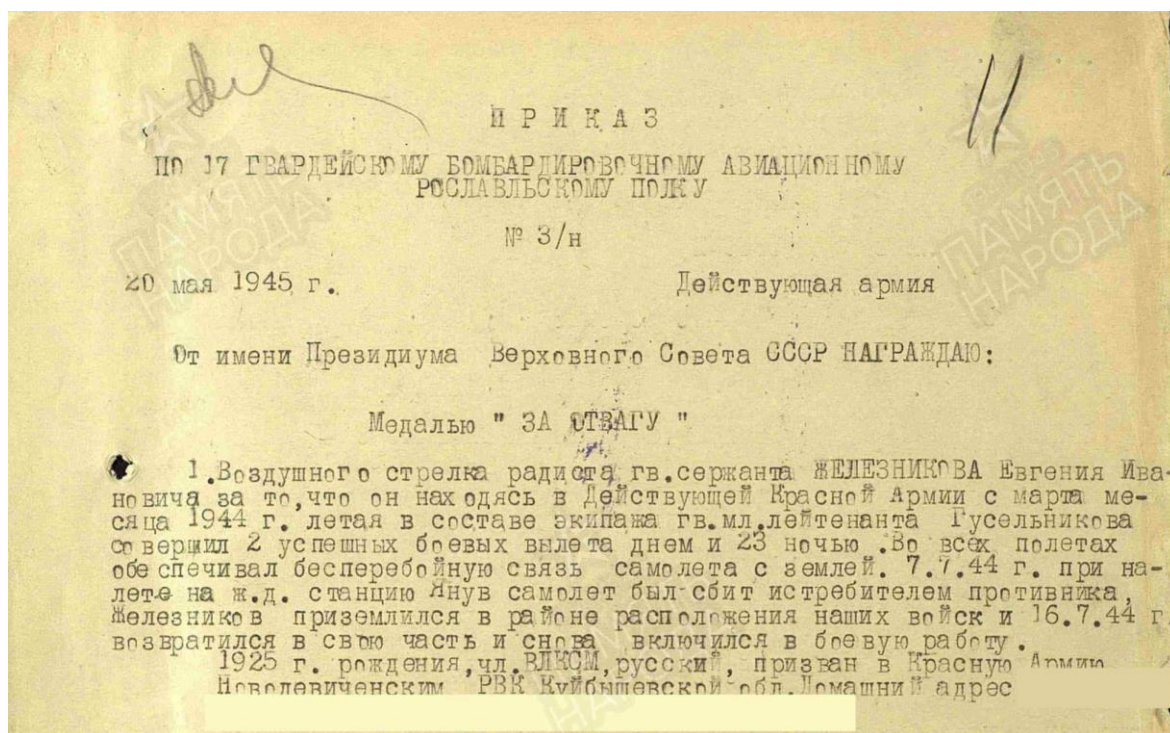 11
ПРИКАЗ
ПО 17 ГВАРДЕЙСКОМУ БОМБАРДИРОВОЧНОМУ АВИАЦИОННОМУ
РОСЛАВЛЬСКОМУ ПОЛКУ
№ 3/н
20 мая 1945 г. Действующая армия
От имени Президиума Верховного Совета СССР НАГРАЖДАЮ:
Медалью " ЗА ОТВАГУ "
1.Воздушного стрелка радиста гв.сержанта ЖЕЛЕЗНИКОВА Евгения Ива-
новича за то,что он находясь в Действующей Красной Армии с марта ме-
сяца 1944 г. летая в составе экипажа гв.мл.лейтенанта Гусельникова
совершил 2 успешных боевых вылета днем и 23 ночью .Во всех полетах
обеспечивал бесперебойную связь самолета с землей. 7.7.44 г. при на-
лете на ж.д. станцию Янув самолет был сбит истребителем противника,
Железников приземлился в районе расположения наших войск и 16.7.44 г
возвратился в свою часть и снова включился в боевую работу.
1925 г. рождения,чл.ВЛКСМ,русский, призван в Красную Армию
Новодевиченским РВК Куйбышевской обл.Домашний адрес
ПАМЯТЬ НАРОДА
ПАМЯТЬ НАРОДА